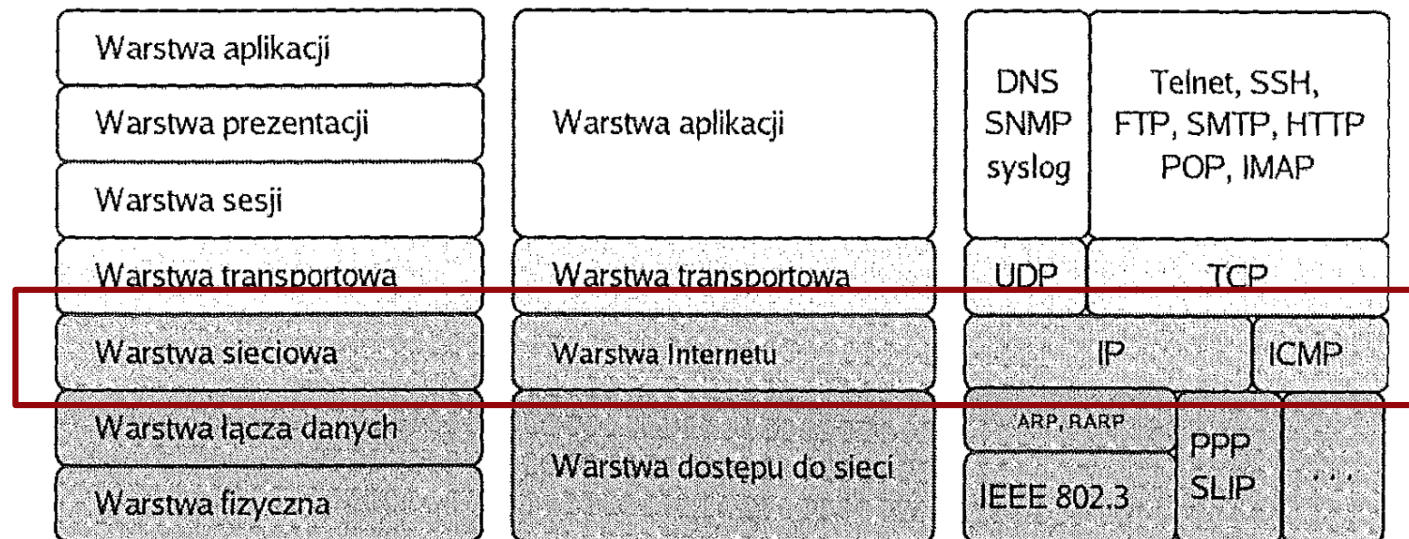 Warstwa aplikacji
Warstwa prezentacji
Warstwa sesji
Warstwa transportowa
Warstwa sieciowa
Warstwa łącza danych
Warstwa fizyczna
Warstwa aplikacji
Warstwa transportowa
Warstwa Internetu
Warstwa dostępu do sieci
DNS
SNMP
syslog
Telnet, SSH,
FTP, SMTP, HTTP
POP, IMAP
UDP
TCP
IP
ICMP
ARP, RARP
IEEE 802.3
PPP
SLIP
. . .